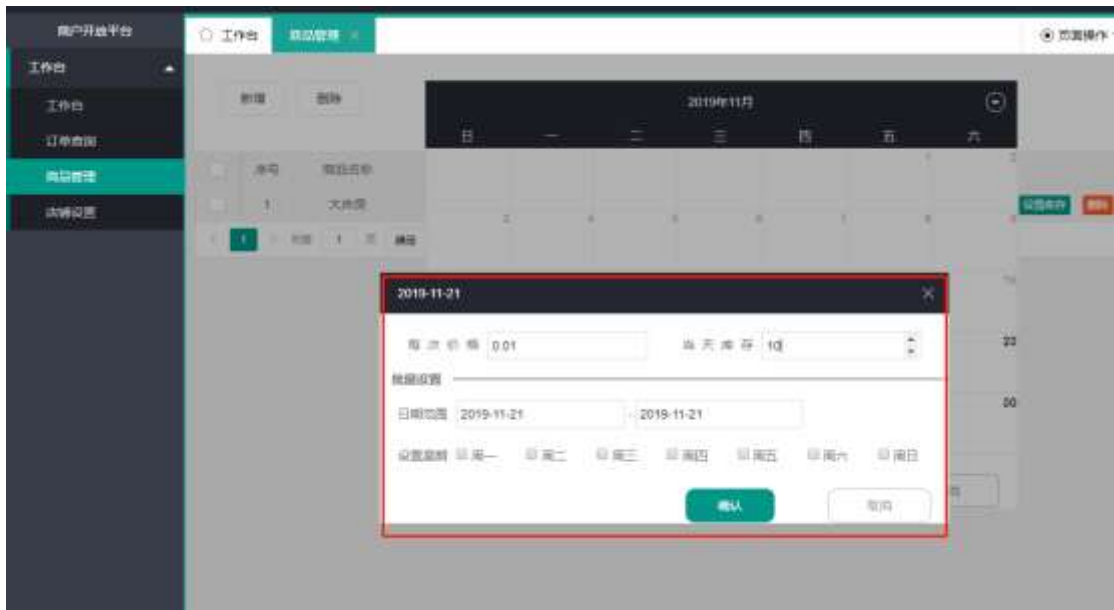 商户开放平台
工作台
商品管理
页面操作
工作台
工作台
订单查询
商品管理
店铺设置
新增
删除
2019年11月
日 一 二 三 四 五 六
序号 商品名称
1 大床房
设置库存 删除
1 到第 1 页 确定
2019-11-21
每次价格 0.01
当天库存 10
批量设置
日期范围 2019-11-21 - 2019-11-21
设置星期 周一 周二 周三 周四 周五 周六 周日
确认
取消